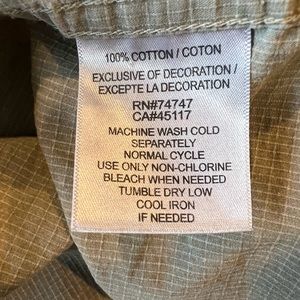 100% COTTON / COTON
EXCLUSIVE OF DECORATION /
EXCEPTE LA DECORATION
RN#74747
CA#45117
MACHINE WASH COLD
SEPARATELY
NORMAL CYCLE
USE ONLY NON-CHLORINE
BLEACH WHEN NEEDED
TUMBLE DRY LOW
COOL IRON
IF NEEDED